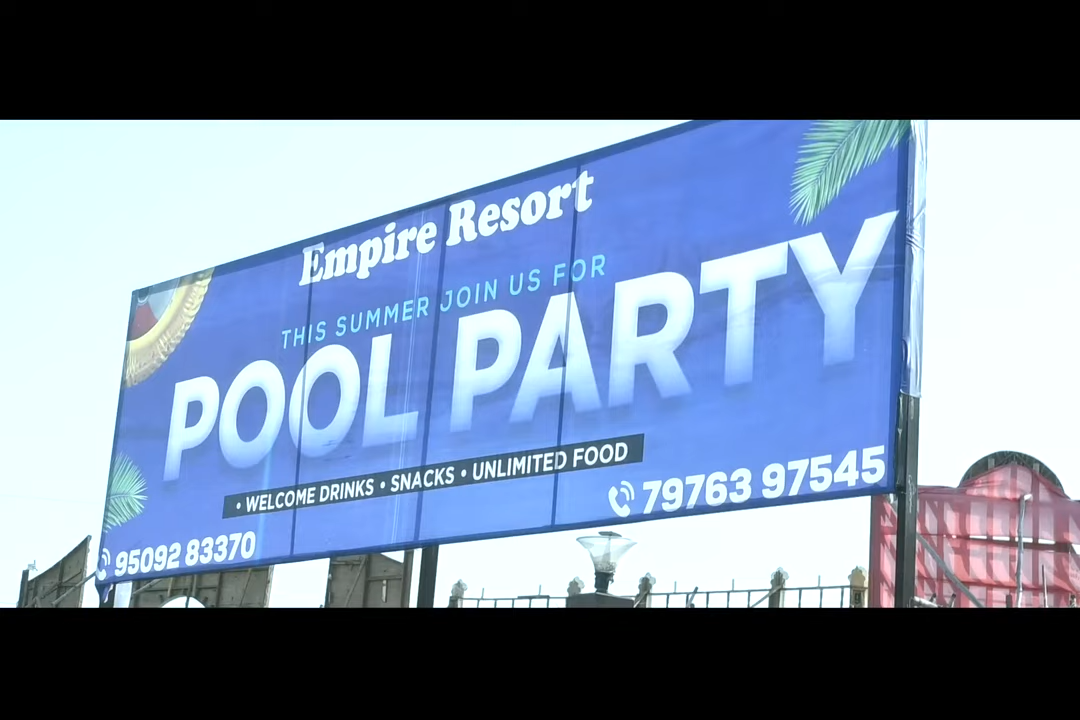 Empire Resort
THIS SUMMER JOIN US FOR
POOL PARTY
• WELCOME DRINKS • SNACKS • UNLIMITED FOOD
79763 97545
95092 83370